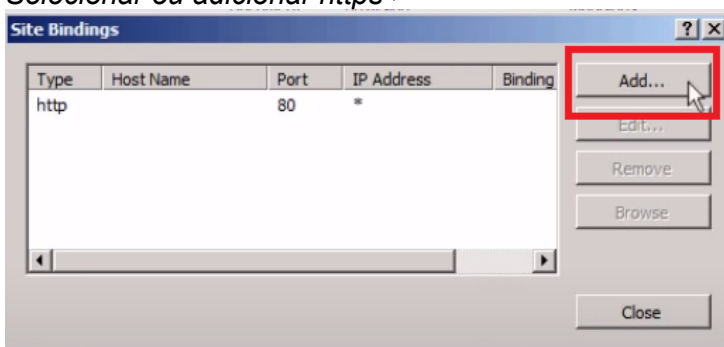 Selecionar ou adicionar https
Site Bindings
Type Host Name Port IP Address Binding
http 80 *
Add...
Edit...
Remove
Browse
Close